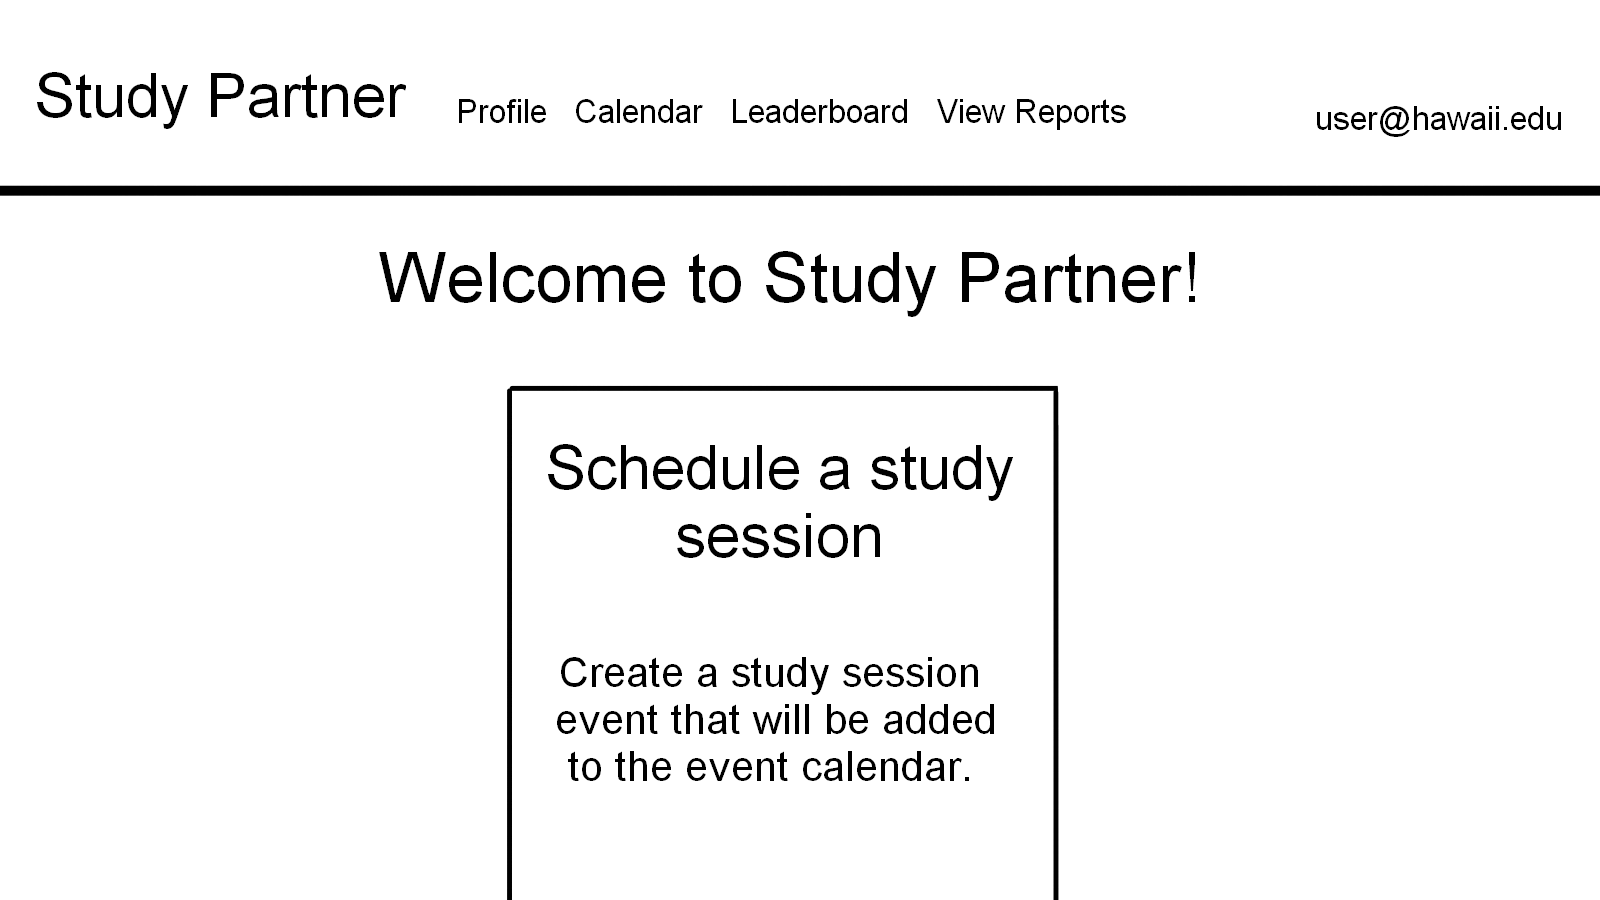 Study Partner
Profile Calendar Leaderboard View Reports
user@hawaii.edu
Welcome to Study Partner!
Schedule a study
session
Create a study session
event that will be added
to the event calendar.